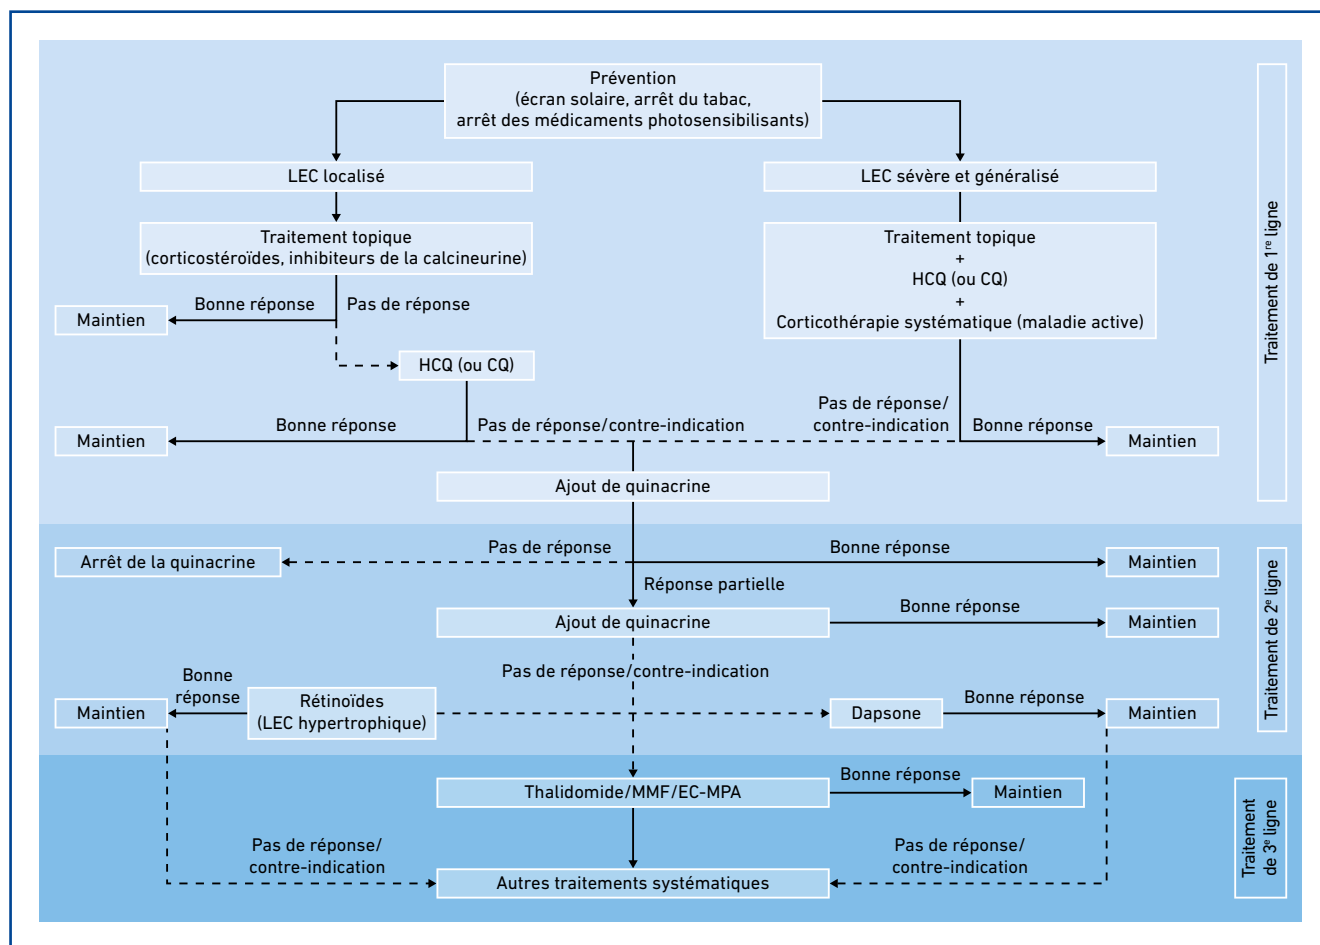 Prévention
(écran solaire, arrêt du tabac,
arrêt des médicaments photosensibilisants)
LEC localisé
LEC sévère et généralisé
Traitement topique
(corticostéroïdes, inhibiteurs de la calcineurine)
Traitement topique
+
HCQ (ou CQ)
+
Corticothérapie systématique (maladie active)
Traitement de 1re ligne
Bonne réponse
Pas de réponse
Maintien
HCQ (ou CQ)
Pas de réponse/
contre-indication
Bonne réponse
Pas de réponse/contre-indication
Bonne réponse
Maintien
Maintien
Ajout de quinacrine
Pas de réponse
Bonne réponse
Arrêt de la quinacrine
Maintien
Réponse partielle
Ajout de quinacrine
Bonne réponse
Maintien
Traitement de 2e ligne
Pas de réponse/contre-indication
Bonne
réponse
Maintien
Rétinoïdes
(LEC hypertrophique)
Dapsone
Bonne réponse
Maintien
Thalidomide/MMF/EC-MPA
Bonne réponse
Maintien
Traitement
de 3e ligne
Pas de réponse/
contre-indication
Pas de réponse/
contre-indication
Autres traitements systématiques